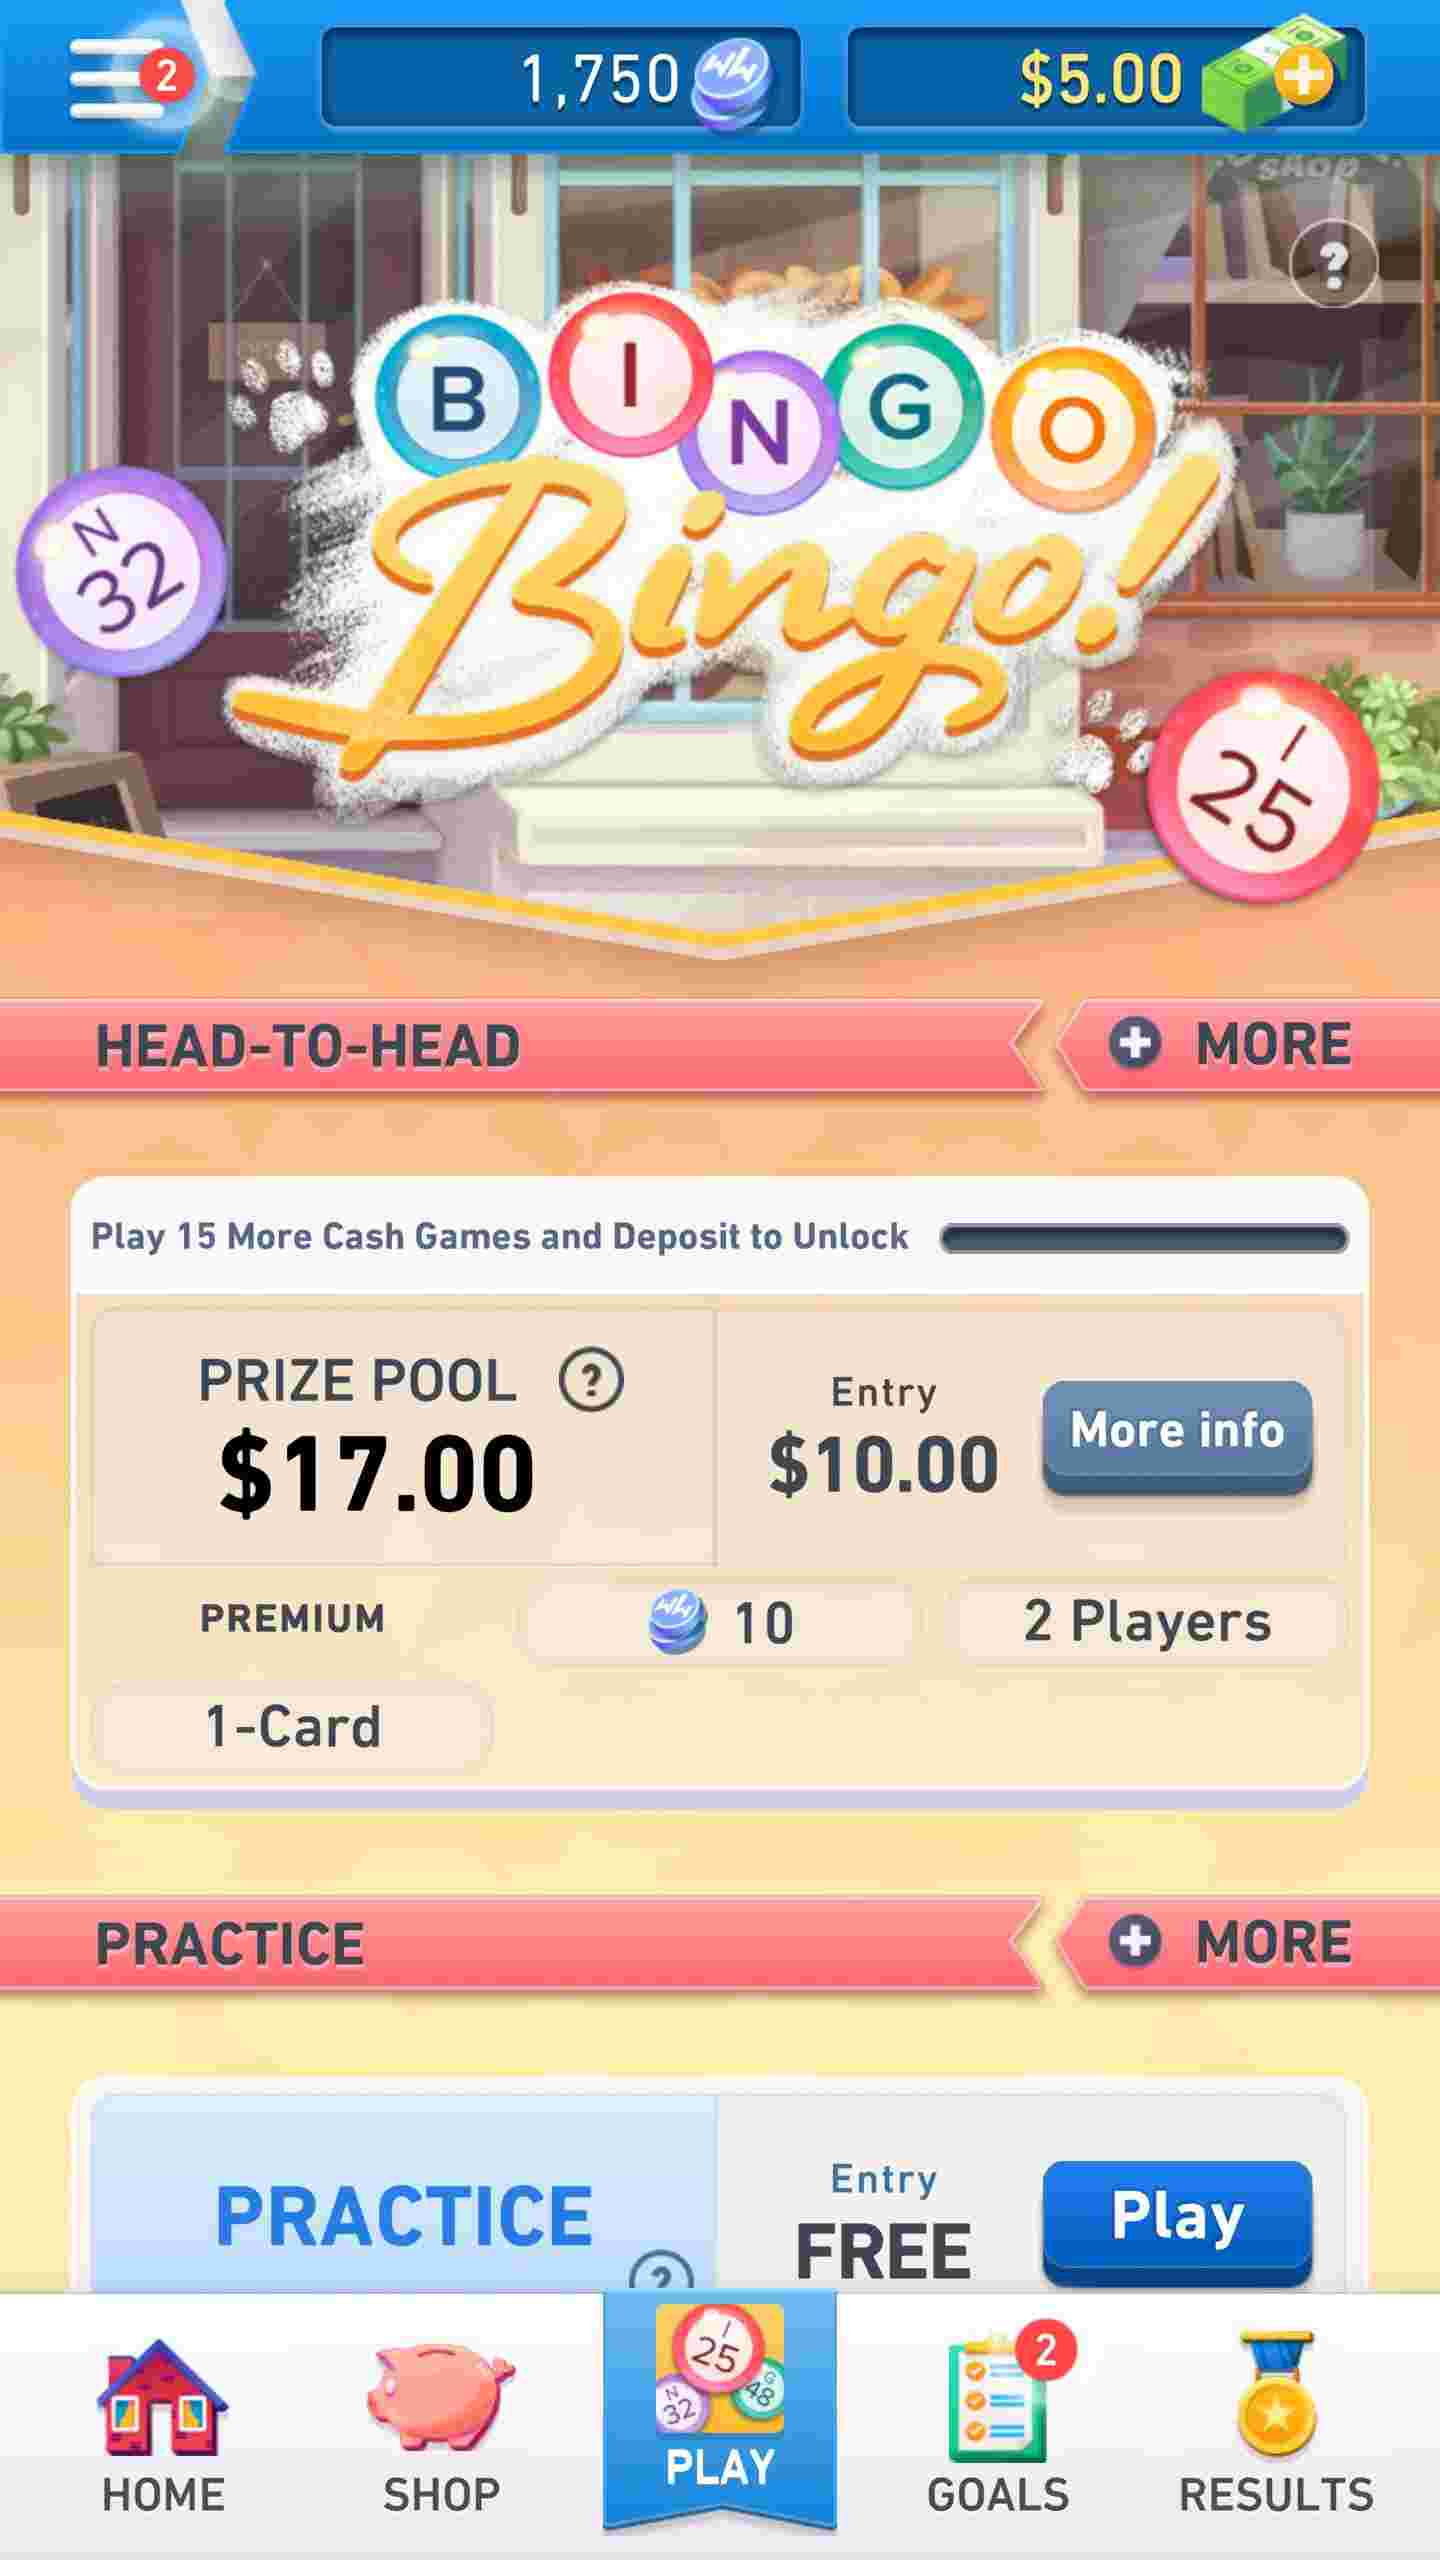 2
1,750
$5.00
SHOP
?
B I N G O
Bingo!
N
32
I
25
HEAD-TO-HEAD
MORE
Play 15 More Cash Games and Deposit to Unlock
PRIZE POOL ?
$17.00
Entry
$10.00
More info
PREMIUM
10
2 Players
1-Card
PRACTICE
MORE
PRACTICE
?
Entry
FREE
Play
I
25
N
32
G
48
2
HOME
SHOP
PLAY
GOALS
RESULTS